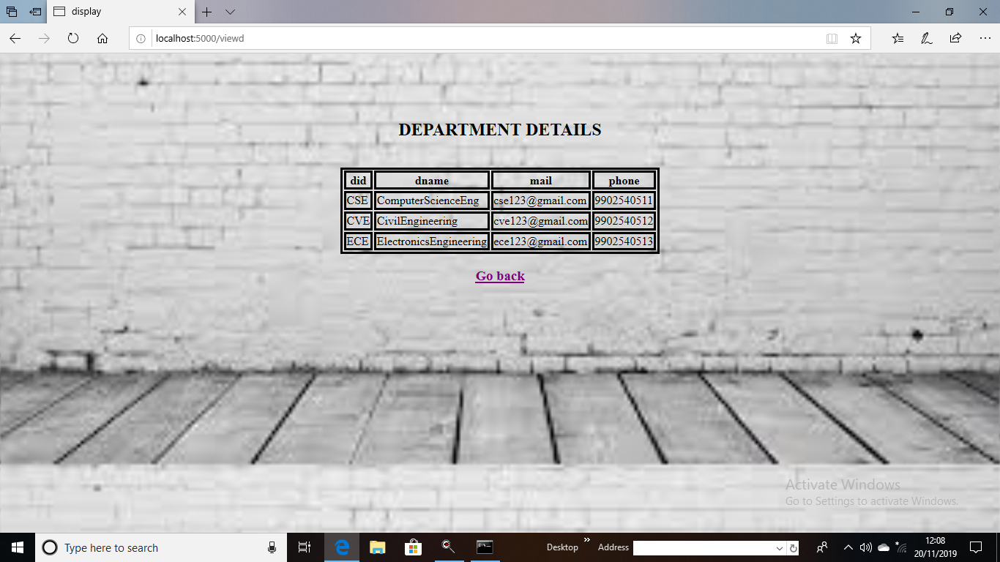 display
localhost:5000/viewd
DEPARTMENT DETAILS
did dname mail phone
CSE ComputerScienceEng cse123@gmail.com 9902540511
CVE CivilEngineering cve123@gmail.com 9902540512
ECE ElectronicsEngineering ece123@gmail.com 9902540513
Go back
Activate Windows
Go to Settings to activate Windows.
Type here to search
Desktop
Address
12:08
20/11/2019